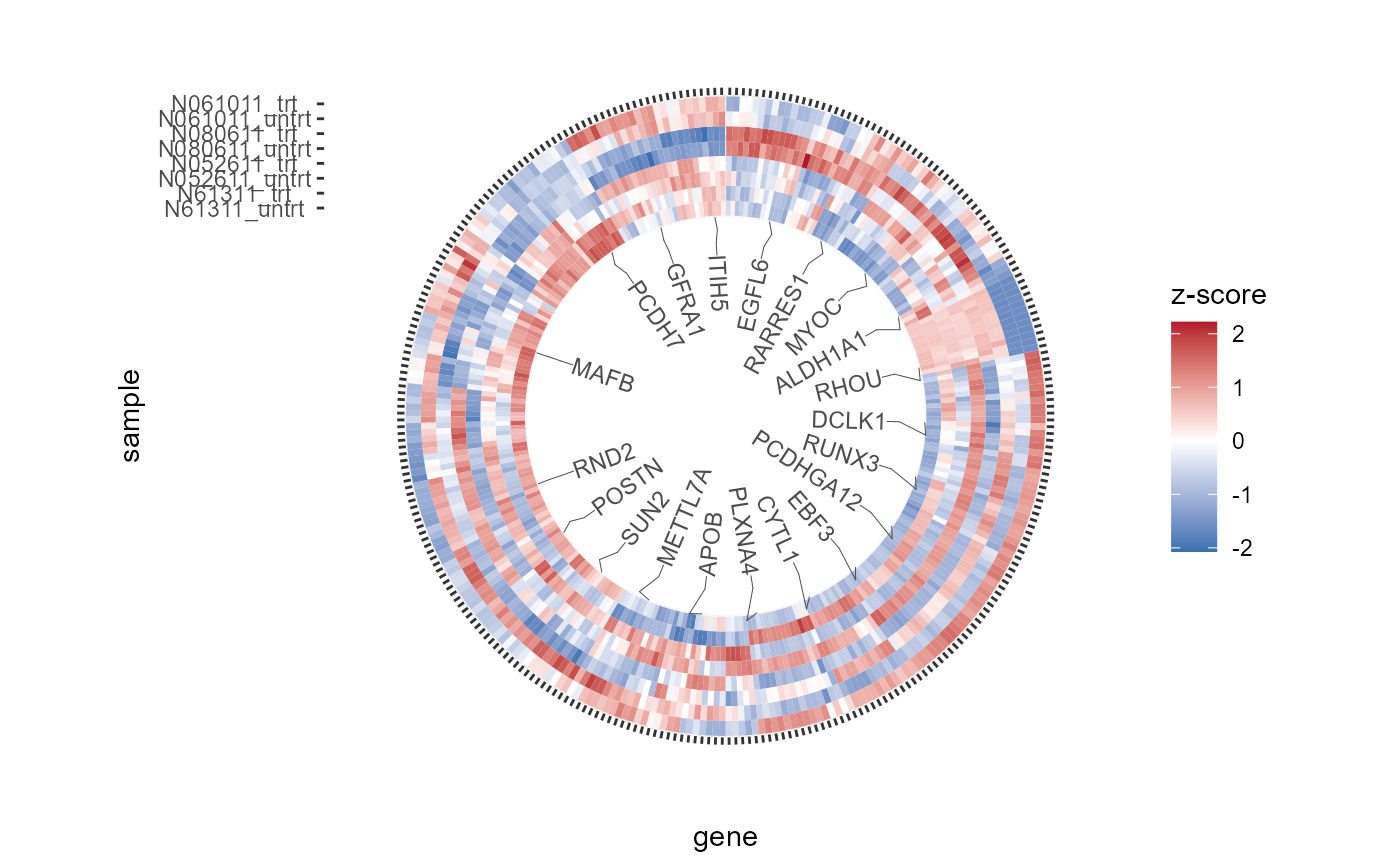 N061011_trt
N061011_untrt
N080611_trt
N080611_untrt
N052611_trt
N052611_untrt
N61311_trt
N61311_untrt
sample
gene
ITIH5
EGFL6
RARRES1
MYOC
ALDH1A1
RHOU
DCLK1
RUNX3
PCDHGA12
EBF3
CYTL1
PLXNA4
APOB
METTL7A
SUN2
POSTN
RND2
MAFB
PCDH7
GFRA1
z-score
2
1
0
-1
-2